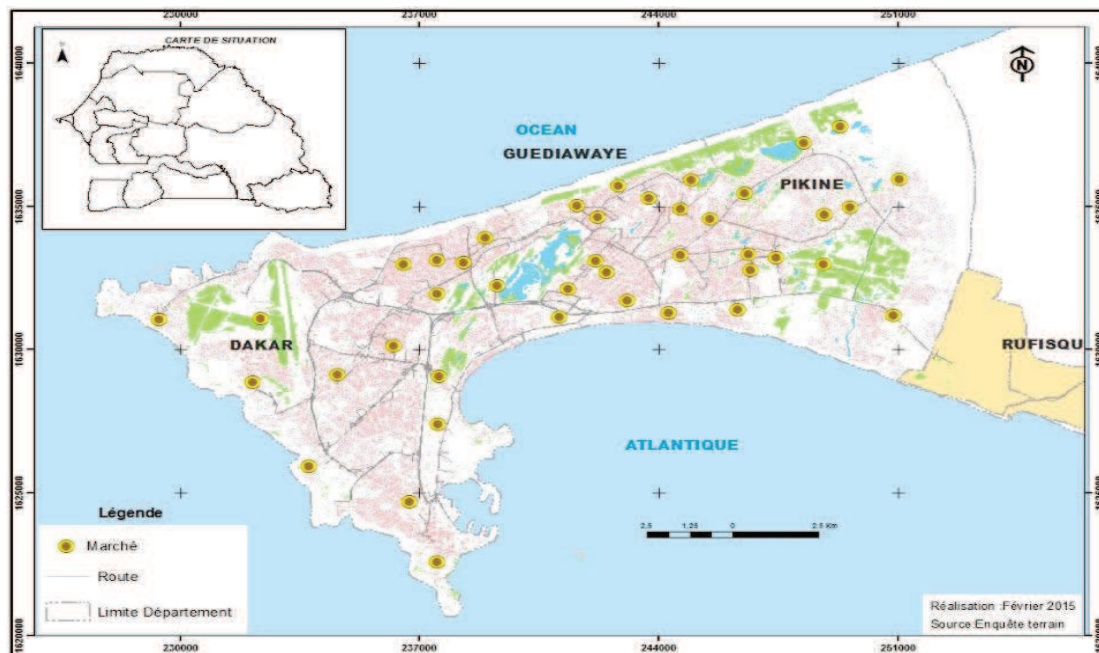 230000 237000 244000 251000
CARTE DE SITUATION
N
1640000 1640000
OCEAN
GUEDIAWAYE
PIKINE
1635000
DAKAR
1630000
RUFISQU
ATLANTIQUE
1625000
Légende
Marché
Route
Limite Département
2.5 1.25 0 2.5 Km
Réalisation :Février 2015
Source:Enquête terrain
1620000
230000 237000 244000 251000